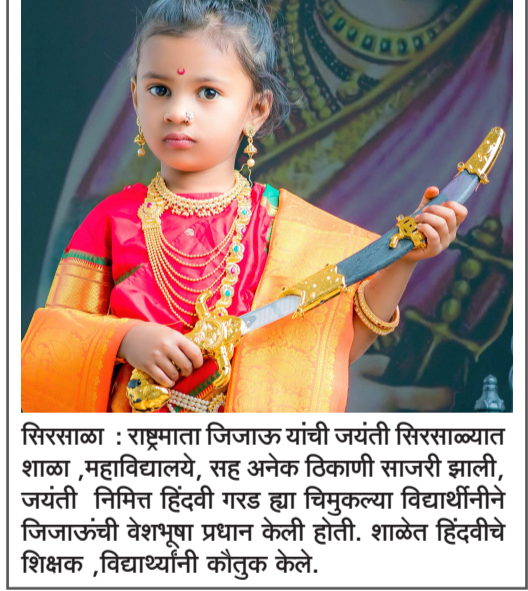 सिरसाळा : राष्ट्रमाता जिजाऊ यांची जयंती सिरसाळ्यात
शाळा ,महाविद्यालये, सह अनेक ठिकाणी साजरी झाली,
जयंती निमित्त हिंदवी गरड ह्या चिमुकल्या विद्यार्थीनीने
जिजाऊंची वेशभूषा प्रधान केली होती. शाळेत हिंदवीचे
शिक्षक ,विद्यार्थ्यांनी कौतुक केले.